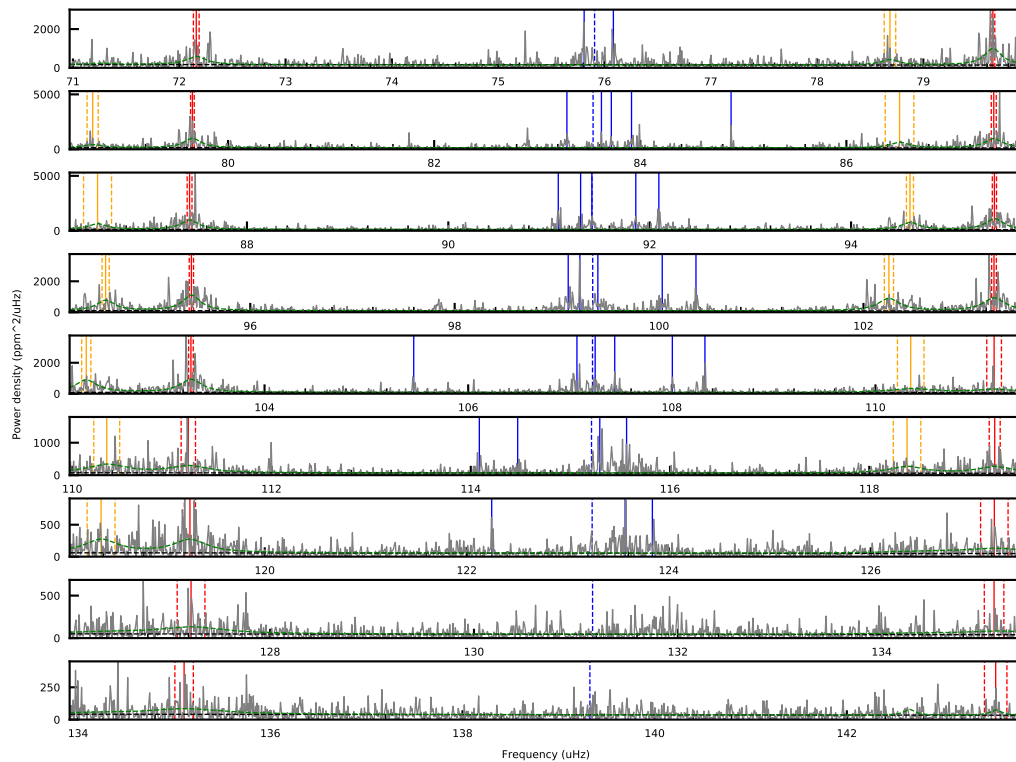 2000
0
71 72 73 74 75 76 77 78 79
5000
0
80 82 84 86
5000
0
88 90 92 94
2000
0
96 98 100 102
2000
0
104 106 108 110
1000
0
110 112 114 116 118
500
0
120 122 124 126
500
0
128 130 132 134
250
0
134 136 138 140 142
Power density (ppm^2/uHz)
Frequency (uHz)